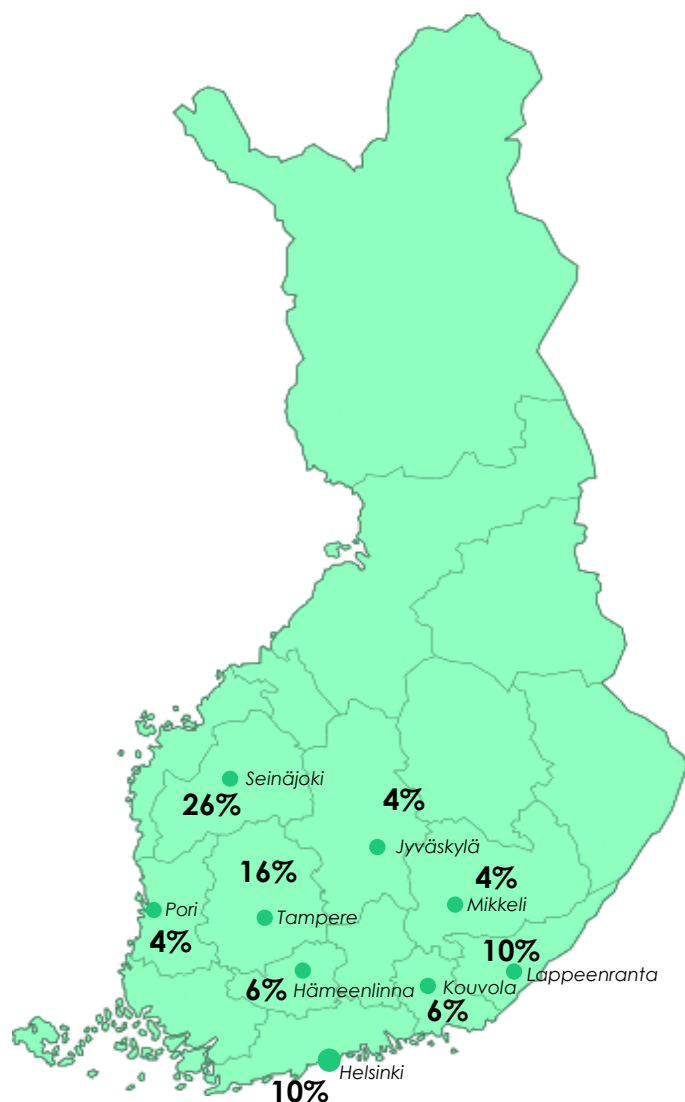 Seinäjoki
26%
4%
Jyväskylä
16%
4%
Mikkeli
Pori
Tampere
4%
10%
Lappeenranta
6%
Hämeenlinna
Kouvola
6%
Helsinki
10%